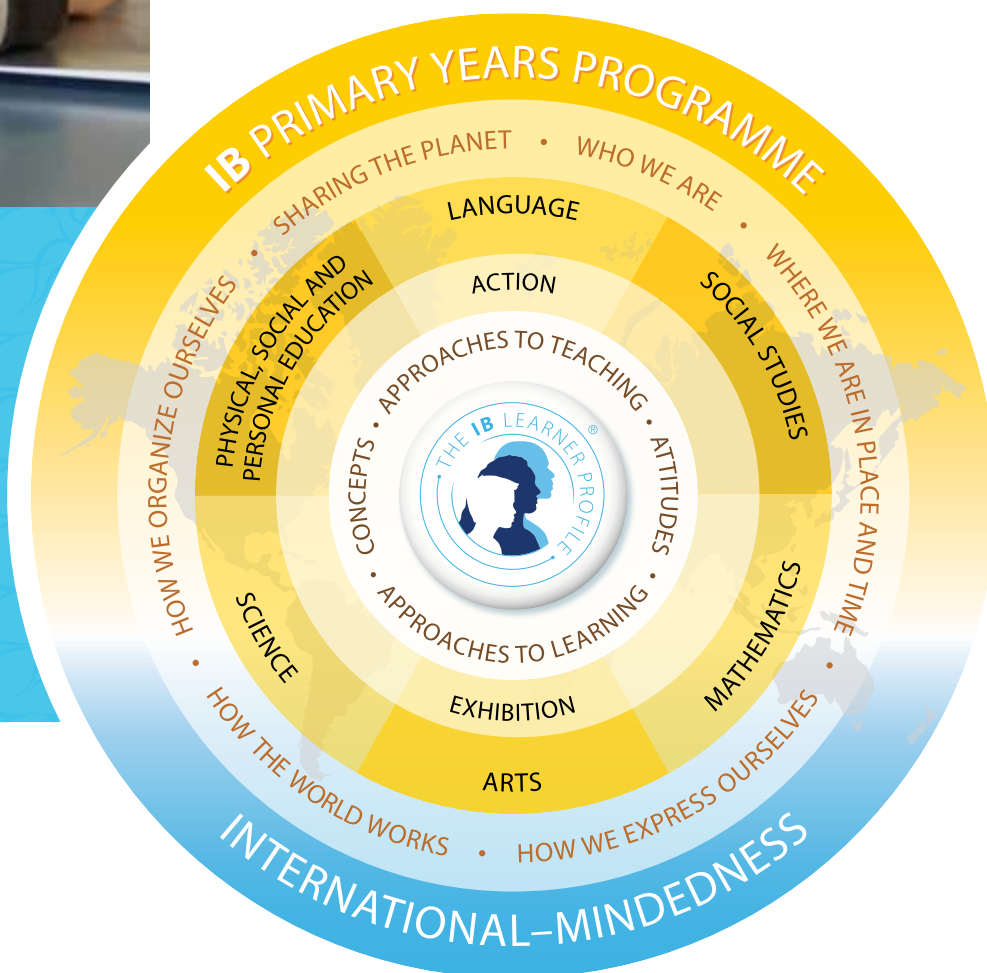 IB PRIMARY YEARS PROGRAMME
SHARING THE PLANET • WHO WE ARE • WHERE WE ARE IN PLACE AND TIME • HOW WE EXPRESS OURSELVES • HOW THE WORLD WORKS • HOW WE ORGANIZE OURSELVES •
LANGUAGE
SOCIAL STUDIES
MATHEMATICS
ARTS
SCIENCE
PHYSICAL, SOCIAL AND
PERSONAL EDUCATION
ACTION
EXHIBITION
APPROACHES TO TEACHING • ATTITUDES • APPROACHES TO LEARNING • CONCEPTS •
• THE IB LEARNER PROFILE • ®
INTERNATIONAL–MINDEDNESS